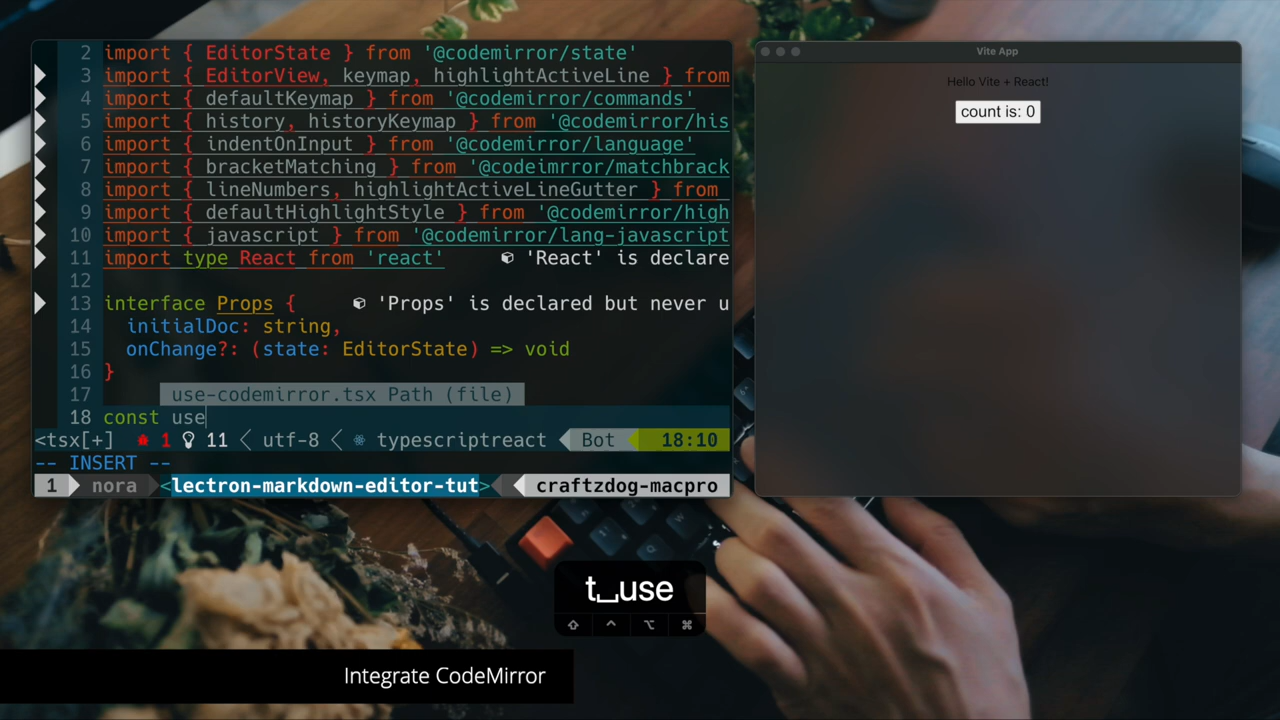 2 import { EditorState } from '@codemirror/state'
3 import { EditorView, keymap, highlightActiveLine } from
4 import { defaultKeymap } from '@codemirror/commands'
5 import { history, historyKeymap } from '@codemirror/his
6 import { indentOnInput } from '@codemirror/language'
7 import { bracketMatching } from '@codeimrror/matchbrack
8 import { lineNumbers, highlightActiveLineGutter } from
9 import { defaultHighlightStyle } from '@codemirror/high
10 import { javascript } from '@codemirror/lang-javascript
11 import type React from 'react' 'React' is declare
12
13 interface Props { 'Props' is declared but never u
14 initialDoc: string,
15 onChange?: (state: EditorState) => void
16 }
17 use-codemirror.tsx Path (file)
18 const use
<tsx[+] 1 11 utf-8 typescriptreact Bot 18:10
-- INSERT --
1 nora <lectron-markdown-editor-tut> craftzdog-macpro
Vite App
Hello Vite + React!
count is: 0
t␣use
⇧ ^ ⌥ ⌘
Integrate CodeMirror